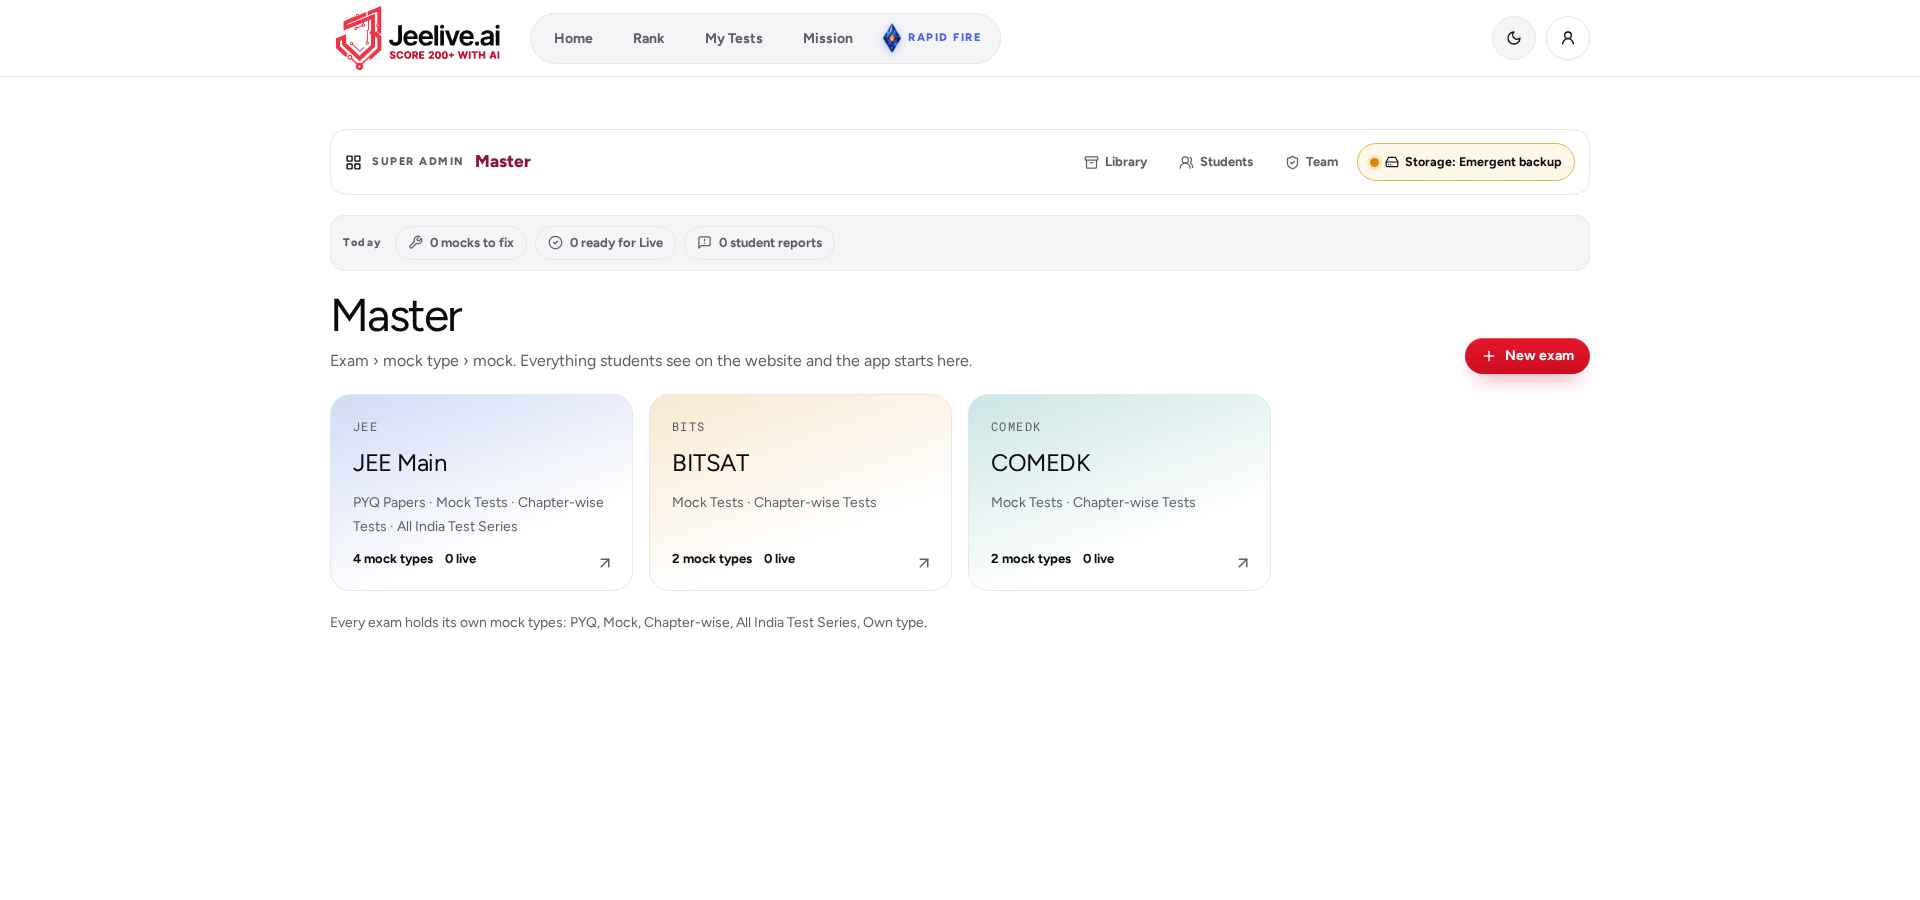 Jeelive.ai
SCORE 200+ WITH AI
Home
Rank
My Tests
Mission
RAPID FIRE
SUPER ADMIN
Master
Library
Students
Team
Storage: Emergent backup
Today
0 mocks to fix
0 ready for Live
0 student reports
Master
Exam › mock type › mock. Everything students see on the website and the app starts here.
New exam
JEE
JEE Main
PYQ Papers · Mock Tests · Chapter-wise
Tests · All India Test Series
4 mock types 0 live
BITS
BITSAT
Mock Tests · Chapter-wise Tests
2 mock types 0 live
COMEDK
COMEDK
Mock Tests · Chapter-wise Tests
2 mock types 0 live
Every exam holds its own mock types: PYQ, Mock, Chapter-wise, All India Test Series, Own type.